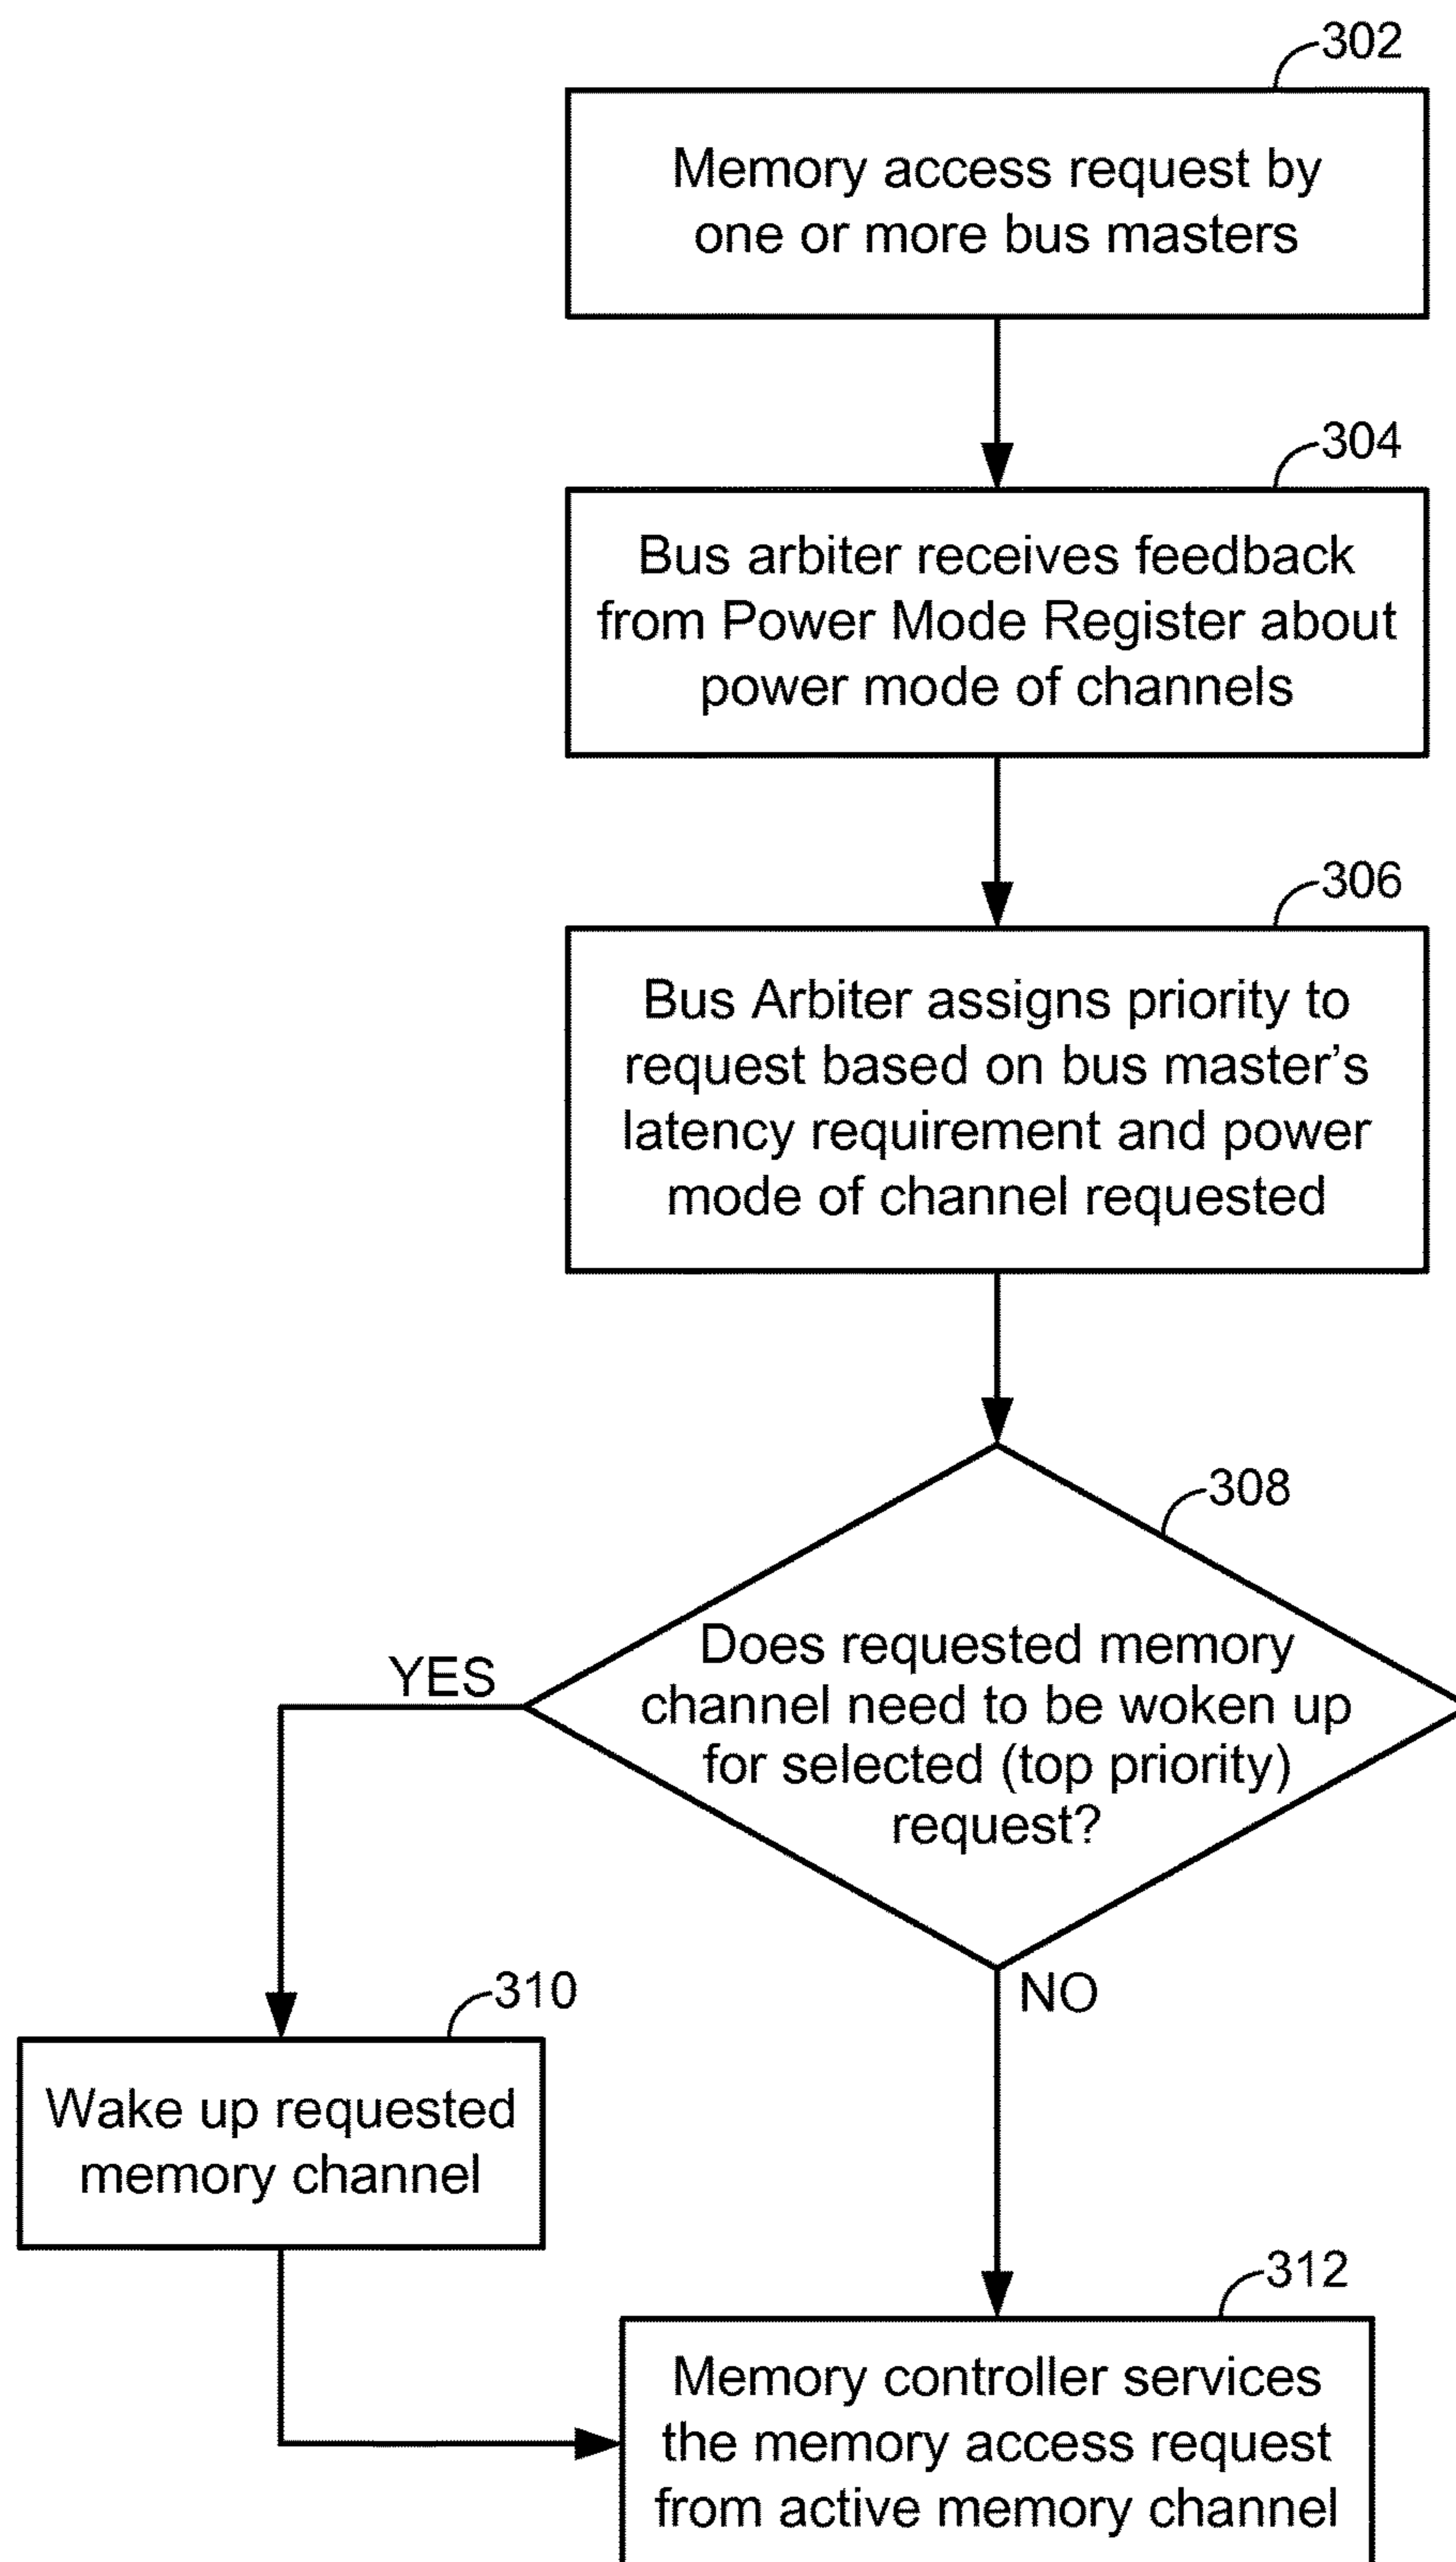 302
Memory access request by
one or more bus masters
304
Bus arbiter receives feedback
from Power Mode Register about
power mode of channels
306
Bus Arbiter assigns priority to
request based on bus master's
latency requirement and power
mode of channel requested
308
Does requested memory
channel need to be woken up
for selected (top priority)
request?
YES
NO
310
Wake up requested
memory channel
312
Memory controller services
the memory access request
from active memory channel